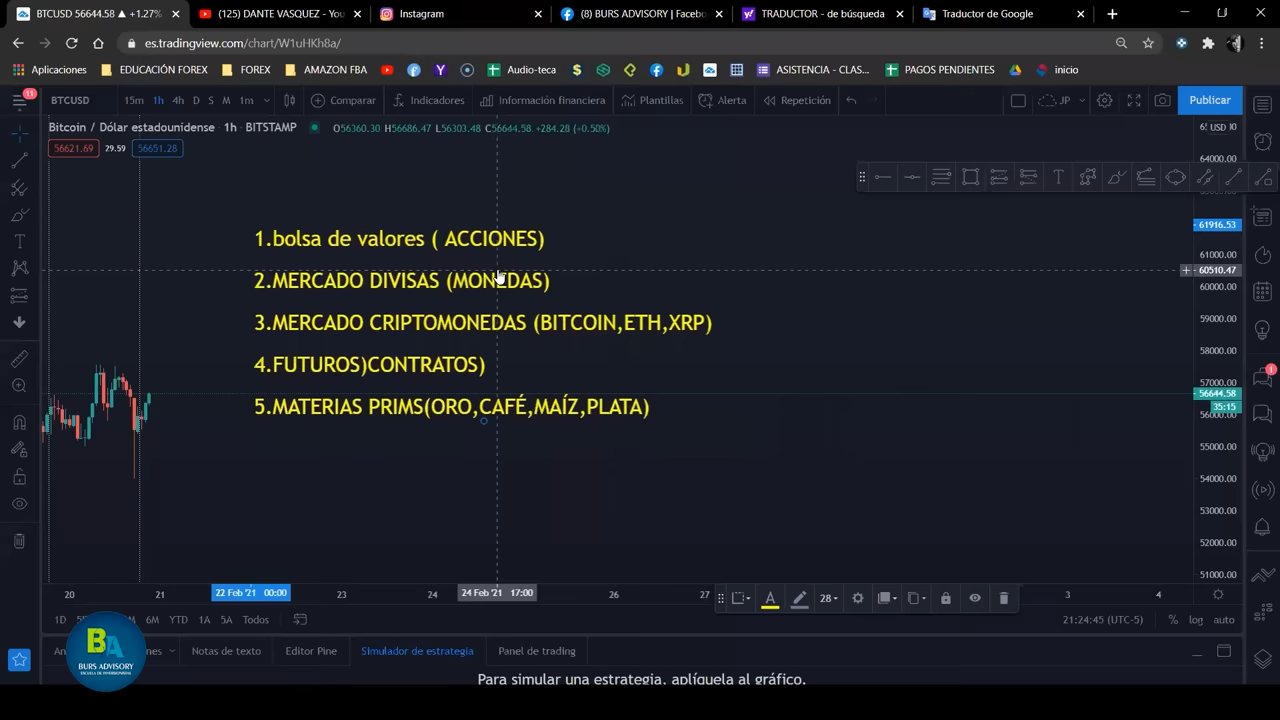 BTCUSD 56644.58 ▲ +1.27%
(125) DANTE VASQUEZ - You
Instagram
(8) BURS ADVISORY | Faceb
TRADUCTOR - de búsqueda
Traductor de Google
es.tradingview.com/chart/W1uHKh8a/
Aplicaciones
EDUCACIÓN FOREX
FOREX
AMAZON FBA
Audio-teca
ASISTENCIA - CLAS...
PAGOS PENDIENTES
inicio
11
BTCUSD
15m 1h 4h D S M 1m
Comparar
Indicadores
Información financiera
Plantillas
Alerta
Repetición
JP
Publicar
Bitcoin / Dólar estadounidense · 1h · BITSTAMP
O56360.30 H56686.47 L56303.48 C56644.58 +284.28 (+0.50%)
USD
56621.69 29.59 56651.28
64000.00
61916.53
1.bolsa de valores ( ACCIONES)
61000.00
60510.47
2.MERCADO DIVISAS (MONEDAS)
60000.00
59000.00
3.MERCADO CRIPTOMONEDAS (BITCOIN,ETH,XRP)
58000.00
4.FUTUROS)CONTRATOS)
1
57000.00
56644.58
35:15
5.MATERIAS PRIMS(ORO,CAFÉ,MAÍZ,PLATA)
56000.00
55000.00
54000.00
53000.00
52000.00
51000.00
20 21 22 Feb '21 00:00 23 24 24 Feb '21 17:00 26 27 3 4
28
1D
6M YTD 1A 5A Todos
21:24:45 (UTC-5)
% log auto
BA
BURS ADVISORY
ESCUELA DE INVERSIONISTAS
Notas de texto
Editor Pine
Simulador de estrategia
Panel de trading
Para simular una estrategia, aplíquela al gráfico.